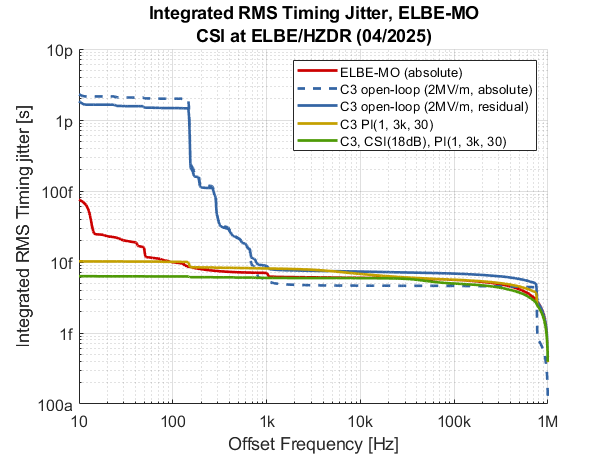 Integrated RMS Timing Jitter, ELBE-MO
CSI at ELBE/HZDR (04/2025)
ELBE-MO (absolute)
C3 open-loop (2MV/m, absolute)
C3 open-loop (2MV/m, residual)
C3 PI(1, 3k, 30)
C3, CSI(18dB), PI(1, 3k, 30)
Integrated RMS Timing jitter [s]
10p
1p
100f
10f
1f
100a
10 100 1k 10k 100k 1M
Offset Frequency [Hz]